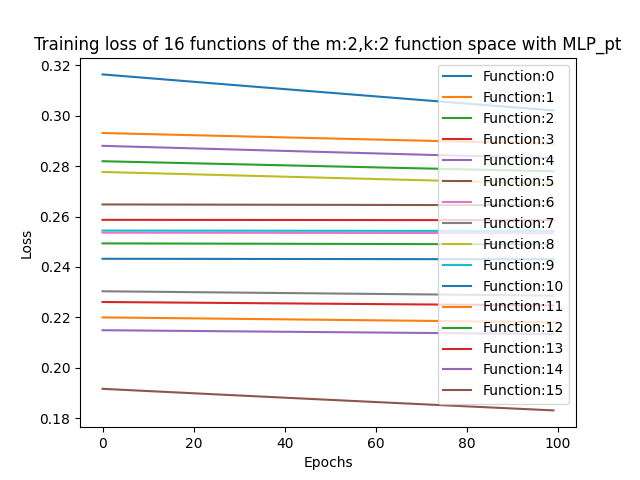 Training loss of 16 functions of the m:2,k:2 function space with MLP_pt
0.32
0.30
0.28
0.26
0.24
0.22
0.20
0.18
Loss
0
20
40
60
80
100
Epochs
Function:0
Function:1
Function:2
Function:3
Function:4
Function:5
Function:6
Function:7
Function:8
Function:9
Function:10
Function:11
Function:12
Function:13
Function:14
Function:15